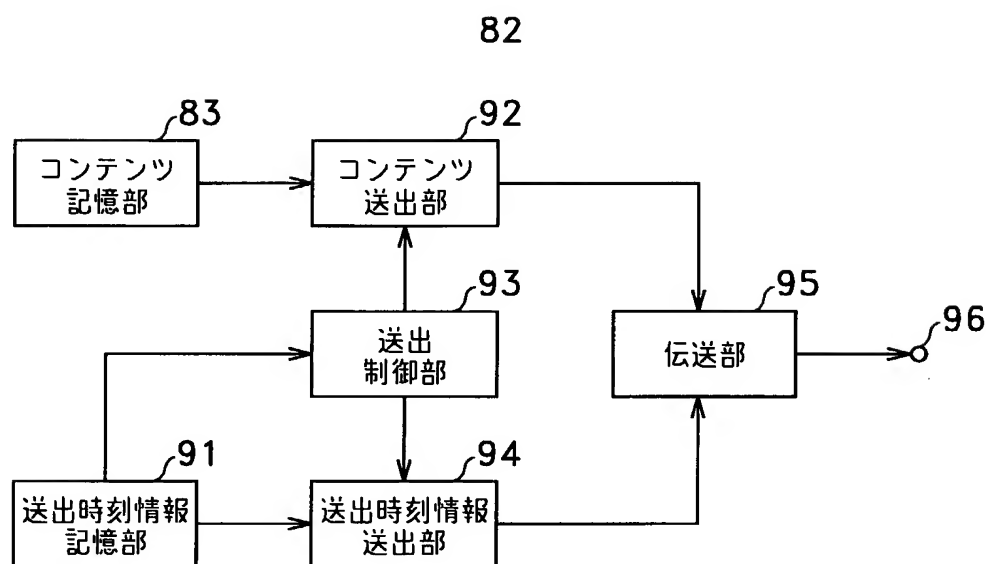 82
83
コンテンツ
記憶部
92
コンテンツ
送出部
93
送出
制御部
95
伝送部
96
91
送出時刻情報
記憶部
94
送出時刻情報
送出部